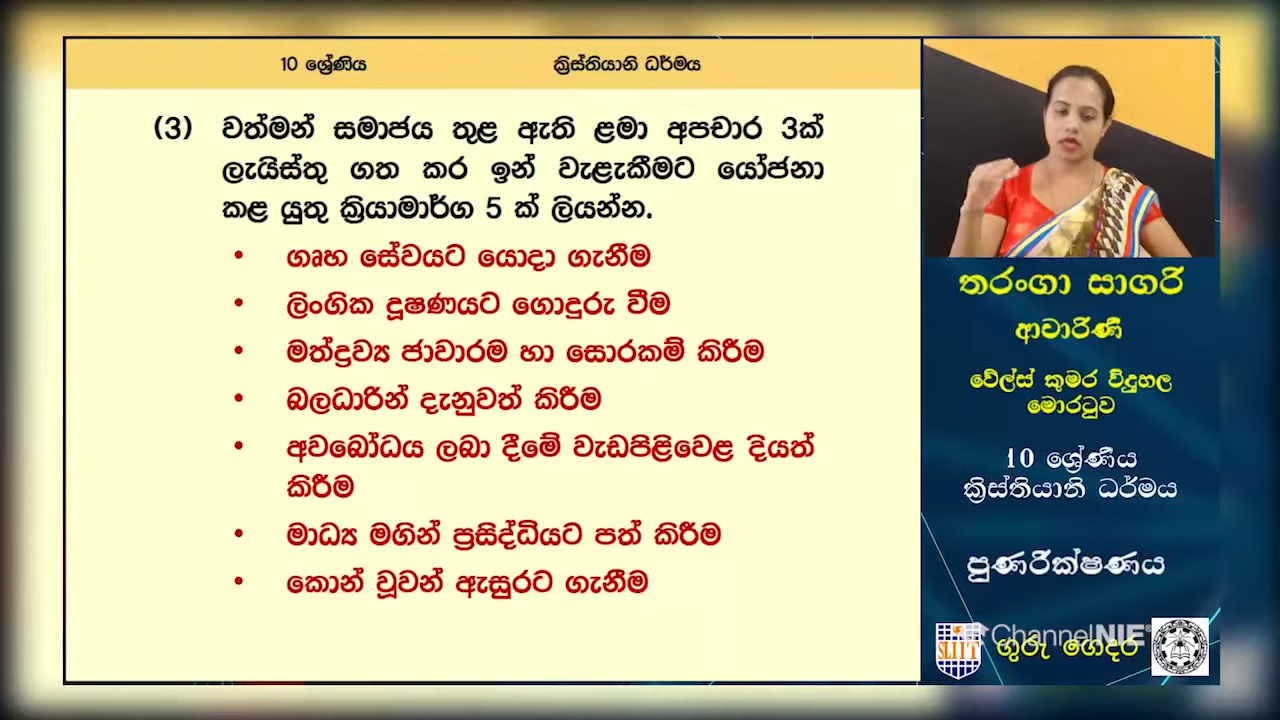 10 ශ්‍රේණිය ක්‍රිස්තියානි ධර්මය
(3) වත්මන් සමාජය තුළ ඇති ළමා අපචාර 3ක්
ලැයිස්තු ගත කර ඉන් වැළැකීමට යෝජනා
කළ යුතු ක්‍රියාමාර්ග 5 ක් ලියන්න.
• ගෘහ සේවයට යොදා ගැනීම
• ලිංගික දූෂණයට ගොදුරු වීම
• මත්ද්‍රව්‍ය ජාවාරම හා සොරකම් කිරීම
• බලධාරින් දැනුවත් කිරීම
• අවබෝධය ලබා දීමේ වැඩපිළිවෙළ දියත්
කිරීම
• මාධ්‍ය මගින් ප්‍රසිද්ධියට පත් කිරීම
• කොන් වූවන් ඇසුරට ගැනීම
තරංගා සාගරි
ආචාරිණී
වේල්ස් කුමර විදුහල
මොරටුව
10 ශ්‍රේණිය
ක්‍රිස්තියානි ධර්මය
පුණරීක්ෂණය
ChannelNIE
SLIIT
ගුරු ගෙදර